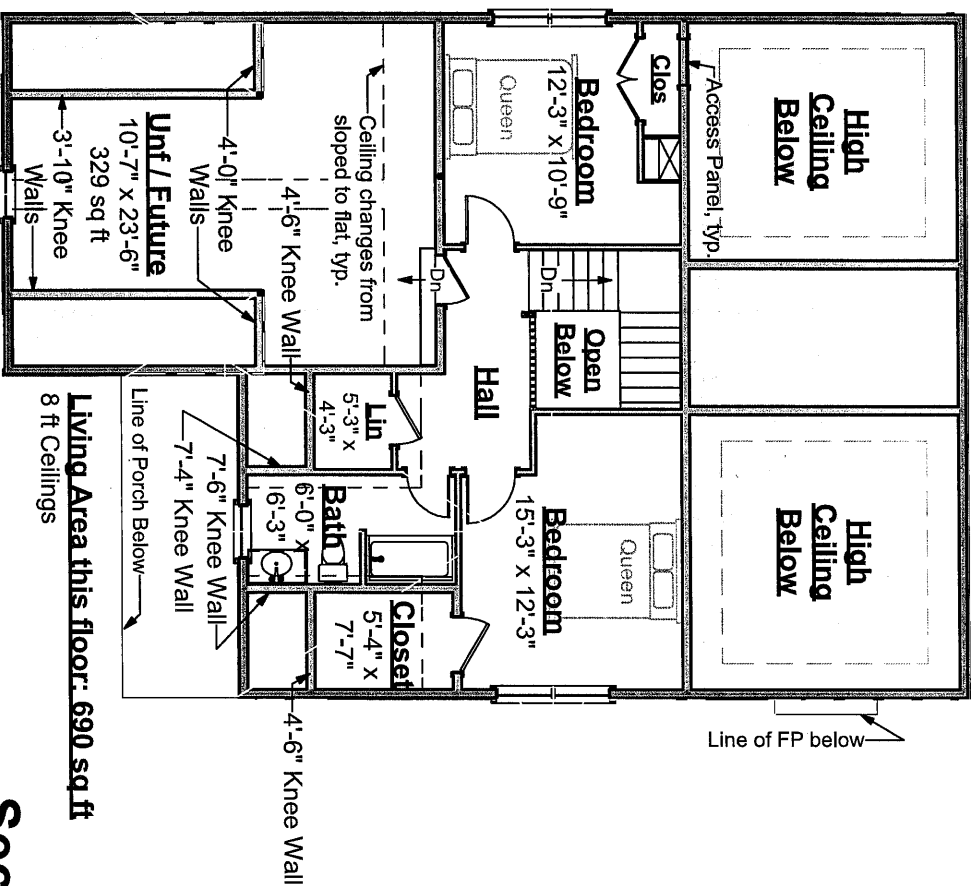 High
Ceiling
Below
High
Ceiling
Below
Access Panel, typ.
Line of FP below
Clos
Bedroom
12'-3" x 10'-9"
Queen
Dn
Open
Below
Bedroom
15'-3" x 12'-3"
Queen
Hall
Dn
Ceiling changes from
sloped to flat, typ.
4'-6" Knee Wall
4'-0" Knee
Walls
Unf / Future
10'-7" x 23'-6"
329 sq ft
3'-10" Knee
Walls
Lin
5'-3" x
4'-3"
Bath
6'-0" x
6'-3"
Closet
5'-4" x
7'-7"
7'-6" Knee Wall
7'-4" Knee Wall
4'-6" Knee Wall
Line of Porch Below
Living Area this floor: 690 sq ft
8 ft Ceilings